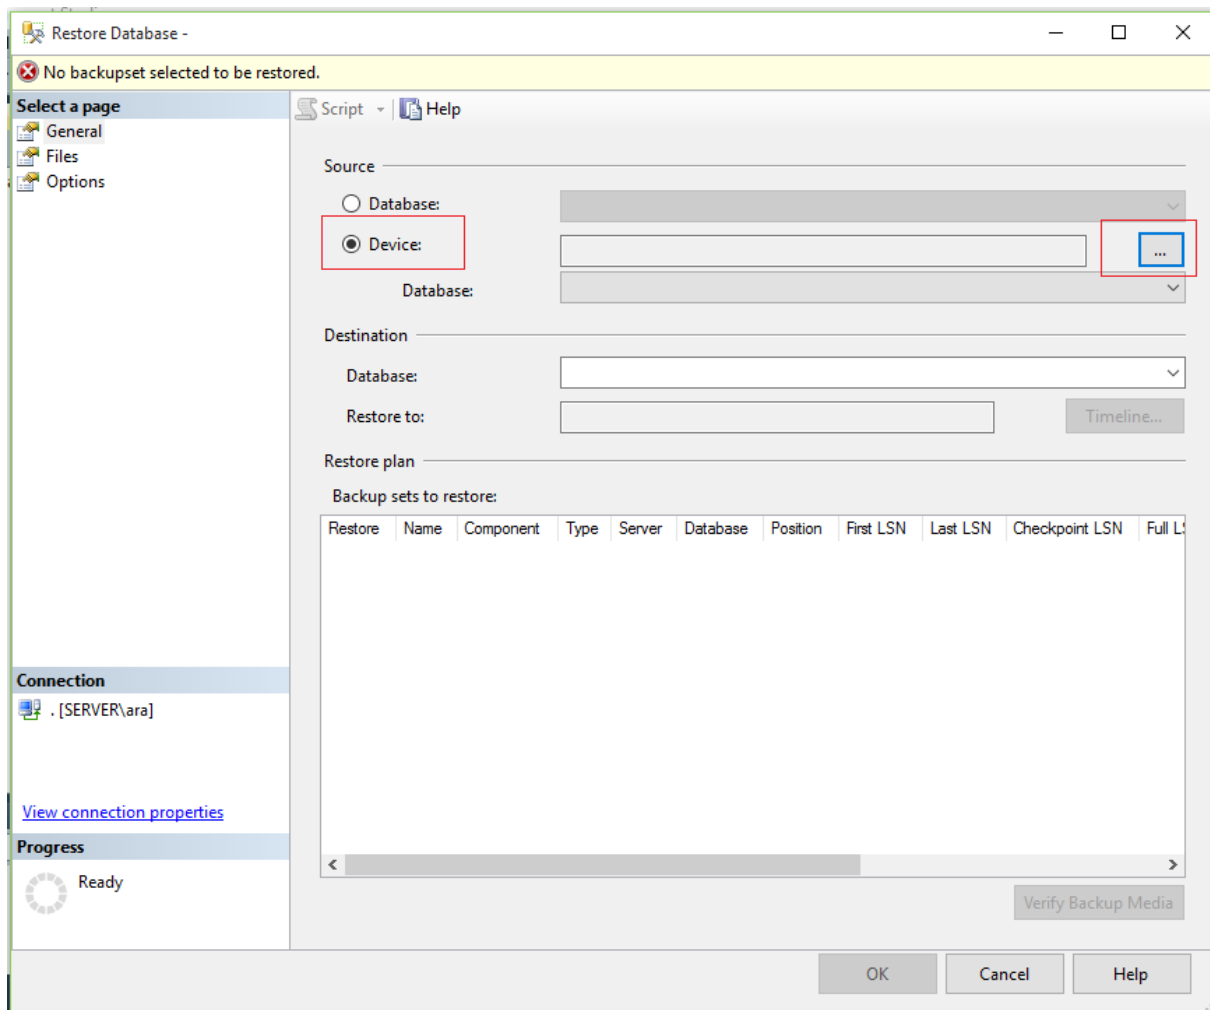 Restore Database -
No backupset selected to be restored.
Select a page
General
Files
Options
Script
Help
Source
Database:
Device:
...
Database:
Destination
Database:
Restore to:
Timeline...
Restore plan
Backup sets to restore:
Restore Name Component Type Server Database Position First LSN Last LSN Checkpoint LSN Full
Connection
. [SERVER\ara]
View connection properties
Progress
Ready
Verify Backup Media
OK Cancel Help